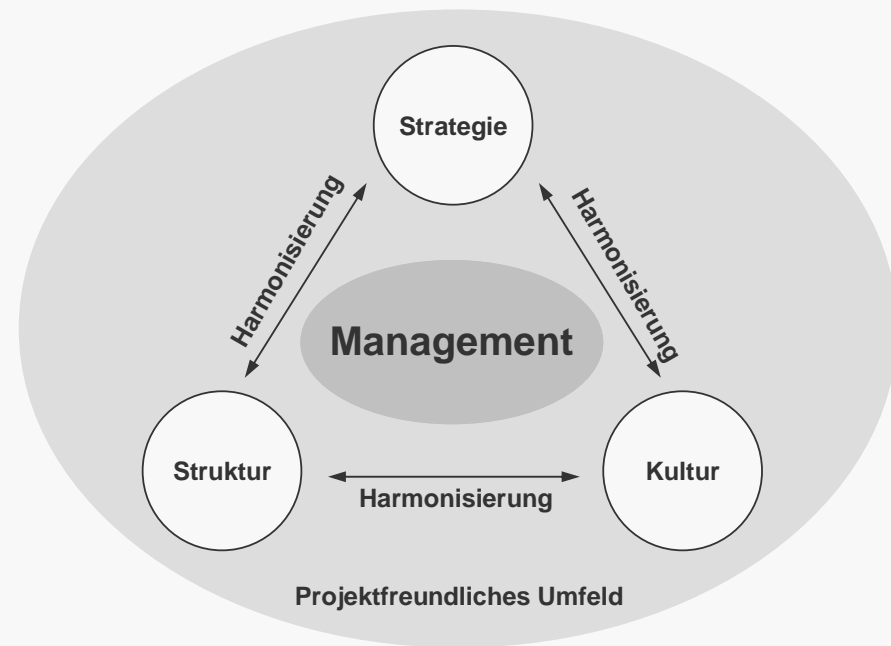 Strategie
Harmonisierung
Harmonisierung
Management
Struktur
Kultur
Harmonisierung
Projektfreundliches Umfeld